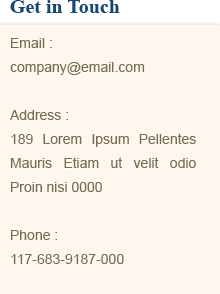 Get in Touch
Email :
company@email.com
Address :
189 Lorem Ipsum Pellentes
Mauris Etiam ut velit odio
Proin nisi 0000
Phone :
117-683-9187-000